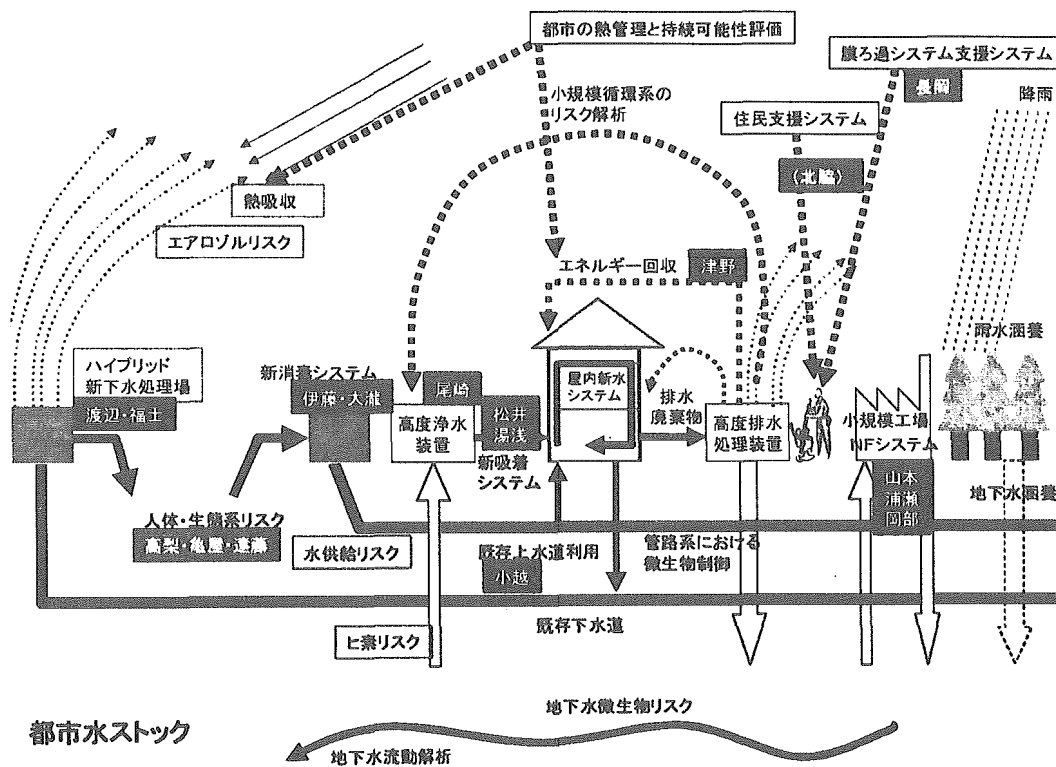 都市の熱管理と持続可能性評価
膜ろ過システム支援システム
長岡
降雨
小規模循環系の
リスク解析
住民支援システム
(北脇)
熱吸収
エアロゾルリスク
エネルギー回収
津野
雨水涵養
ハイブリッド
新下水処理場
渡辺・福士
新消毒システム
伊藤・大瀧
尾崎
高度浄水
装置
松井
湯浅
新吸着
システム
屋内新水
システム
排水
廃棄物
高度排水
処理装置
小規模工場
NFシステム
山本
浦瀬
岡部
地下水涵養
人体・生態系リスク
高梨・亀屋・遠藤
水供給リスク
既存上水道利用
小越
管路系における
微生物制御
既存下水道
ヒ素リスク
都市水ストック
地下水微生物リスク
地下水流動解析